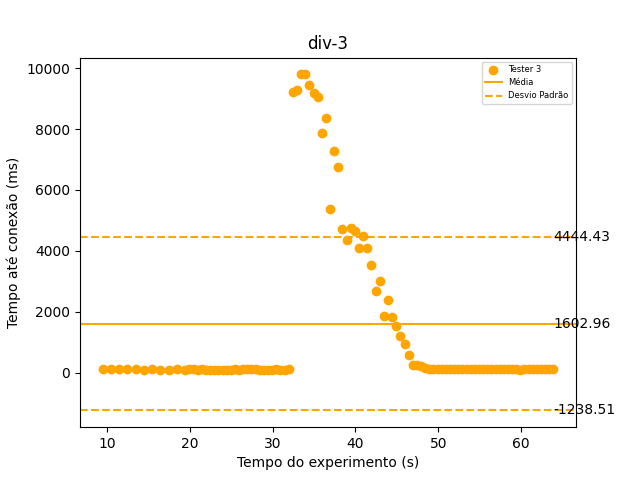 div-3
Tester 3
Média
Desvio Padrão
10000
8000
6000
4000
2000
0
4444.43
1602.96
-1238.51
10 20 30 40 50 60
Tempo do experimento (s)
Tempo até conexão (ms)